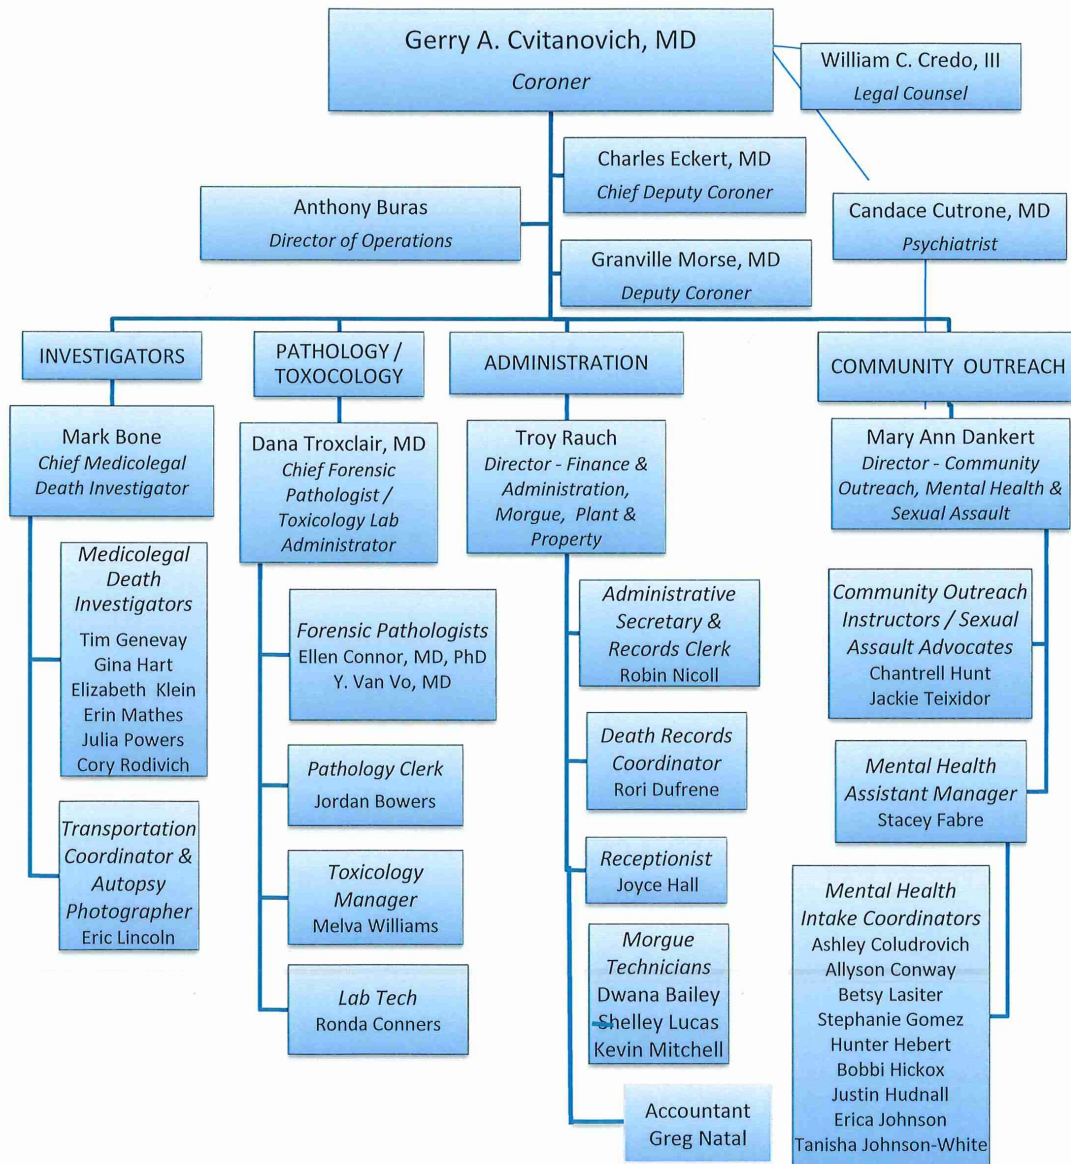 Gerry A. Cvitanovich, MD
Coroner
William C. Credo, III
Legal Counsel
Charles Eckert, MD
Chief Deputy Coroner
Anthony Buras
Director of Operations
Candace Cutrone, MD
Psychiatrist
Granville Morse, MD
Deputy Coroner
INVESTIGATORS
PATHOLOGY /
TOXOCOLOGY
ADMINISTRATION
COMMUNITY OUTREACH
Mark Bone
Chief Medicolegal
Death Investigator
Dana Troxclair, MD
Chief Forensic
Pathologist /
Toxicology Lab
Administrator
Troy Rauch
Director - Finance &
Administration,
Morgue, Plant &
Property
Mary Ann Dankert
Director - Community
Outreach, Mental Health &
Sexual Assault
Medicolegal
Death
Investigators
Tim Genevay
Gina Hart
Elizabeth Klein
Erin Mathes
Julia Powers
Cory Rodivich
Transportation
Coordinator &
Autopsy
Photographer
Eric Lincoln
Forensic Pathologists
Ellen Connor, MD, PhD
Y. Van Vo, MD
Pathology Clerk
Jordan Bowers
Toxicology
Manager
Melva Williams
Lab Tech
Ronda Conners
Administrative
Secretary &
Records Clerk
Robin Nicoll
Death Records
Coordinator
Rori Dufrene
Receptionist
Joyce Hall
Morgue
Technicians
Dwana Bailey
Shelley Lucas
Kevin Mitchell
Accountant
Greg Natal
Community Outreach
Instructors / Sexual
Assault Advocates
Chantrell Hunt
Jackie Teixidor
Mental Health
Assistant Manager
Stacey Fabre
Mental Health
Intake Coordinators
Ashley Coludrovich
Allyson Conway
Betsy Lasiter
Stephanie Gomez
Hunter Hebert
Bobbi Hickox
Justin Hudnall
Erica Johnson
Tanisha Johnson-White